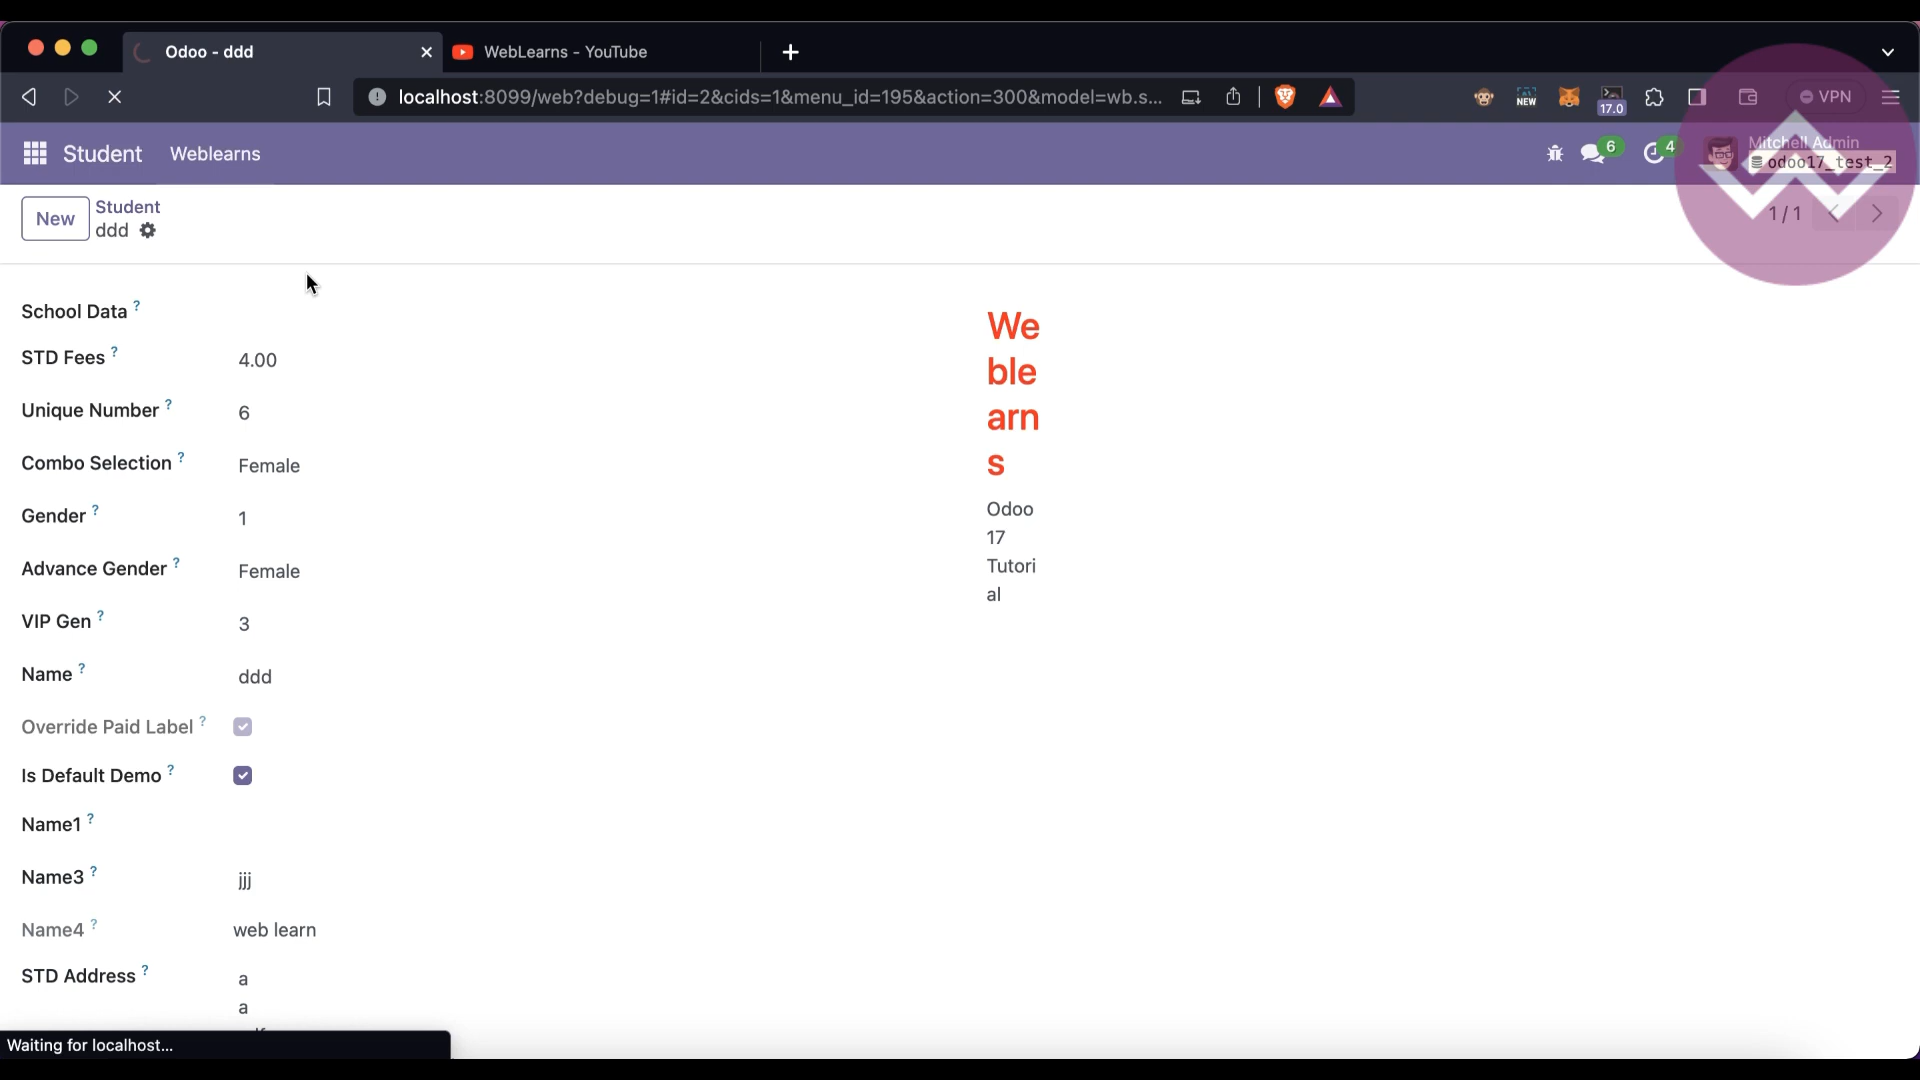 Odoo - ddd
WebLearns - YouTube
localhost:8099/web?debug=1#id=2&cids=1&menu_id=195&action=300&model=wb.s...
NEW
17.0
VPN
Student
Weblearns
6
4
Mitchell Admin
odoo17_test_2
New
Student
ddd
1 / 1
School Data ?
STD Fees ? 4.00
Unique Number ? 6
Combo Selection ? Female
Gender ? 1
Advance Gender ? Female
VIP Gen ? 3
Name ? ddd
Override Paid Label ?
Is Default Demo ?
Name1 ?
Name3 ? jjj
Name4 ? web learn
STD Address ? a
a
We
ble
arn
s
Odoo
17
Tutori
al
Waiting for localhost...